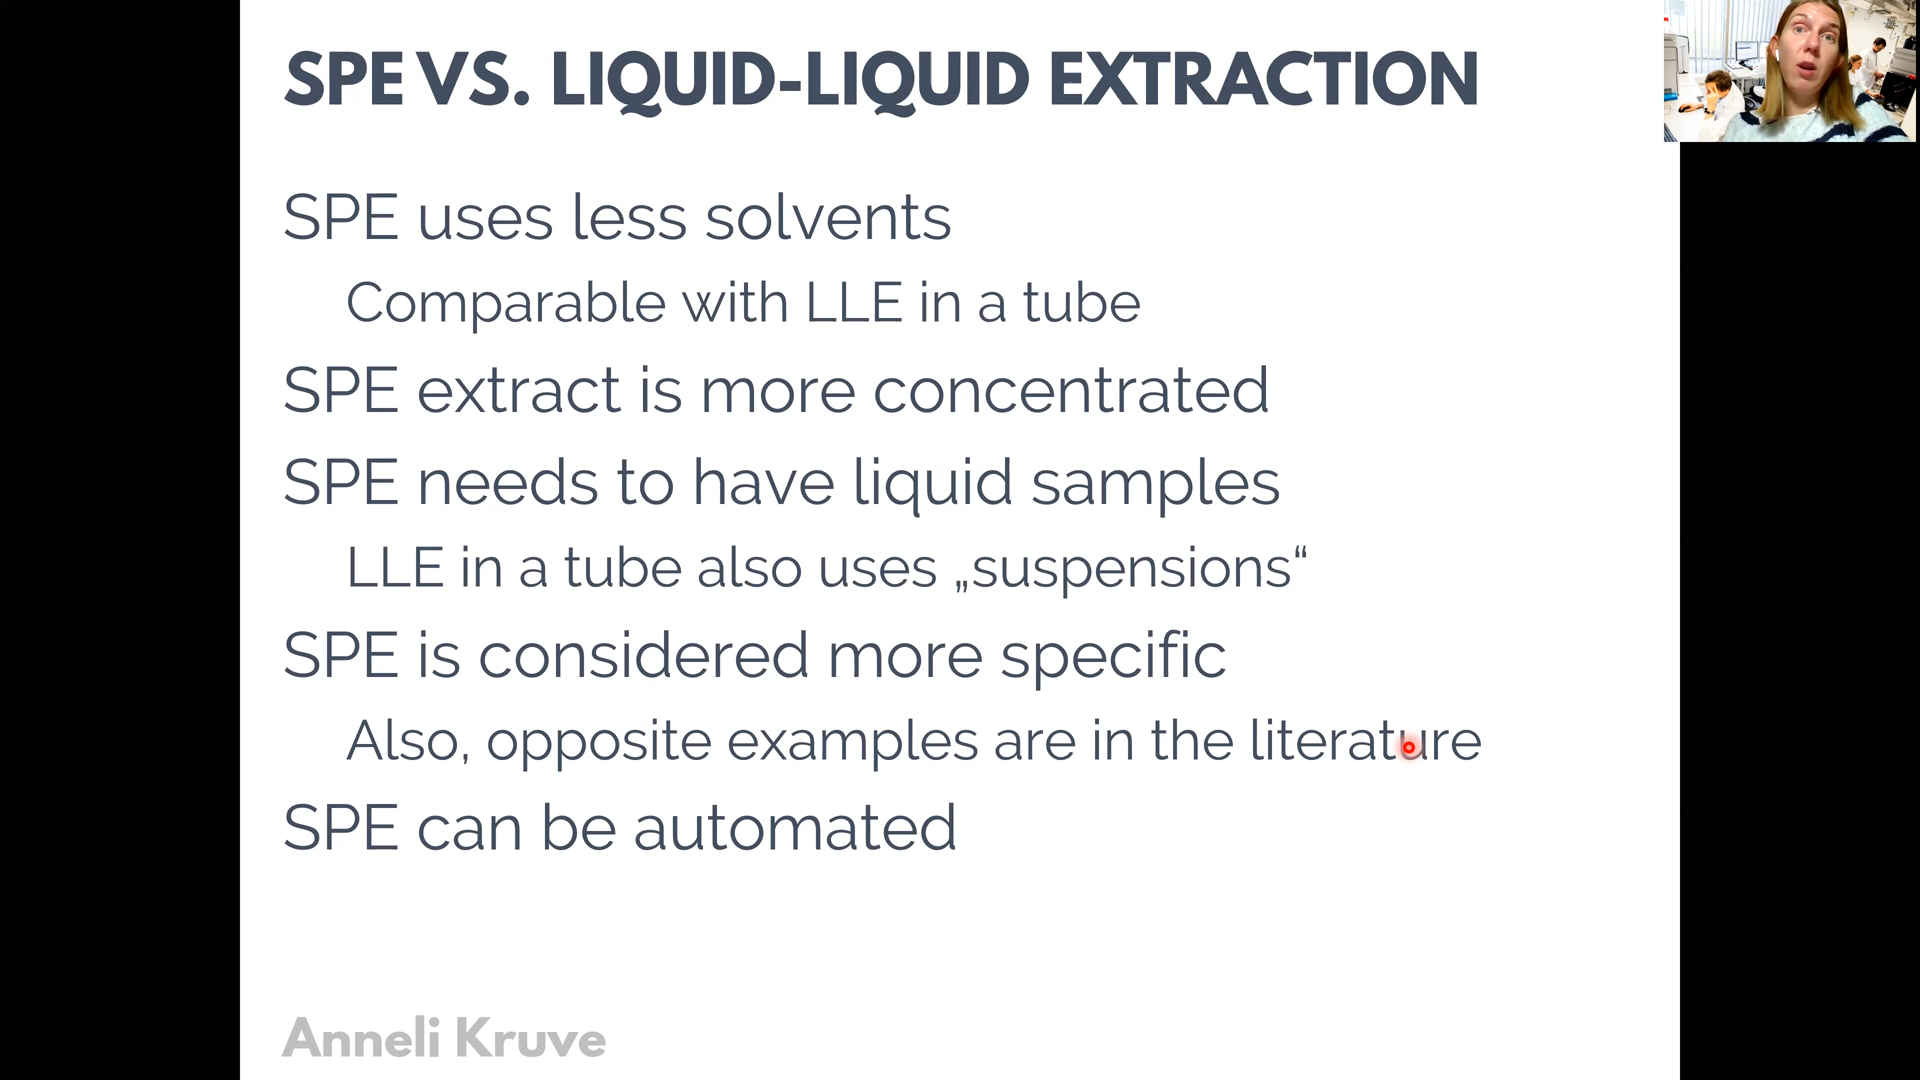 SPE VS. LIQUID-LIQUID EXTRACTION
SPE uses less solvents
Comparable with LLE in a tube
SPE extract is more concentrated
SPE needs to have liquid samples
LLE in a tube also uses „suspensions“
SPE is considered more specific
Also, opposite examples are in the literature
SPE can be automated
Anneli Kruve